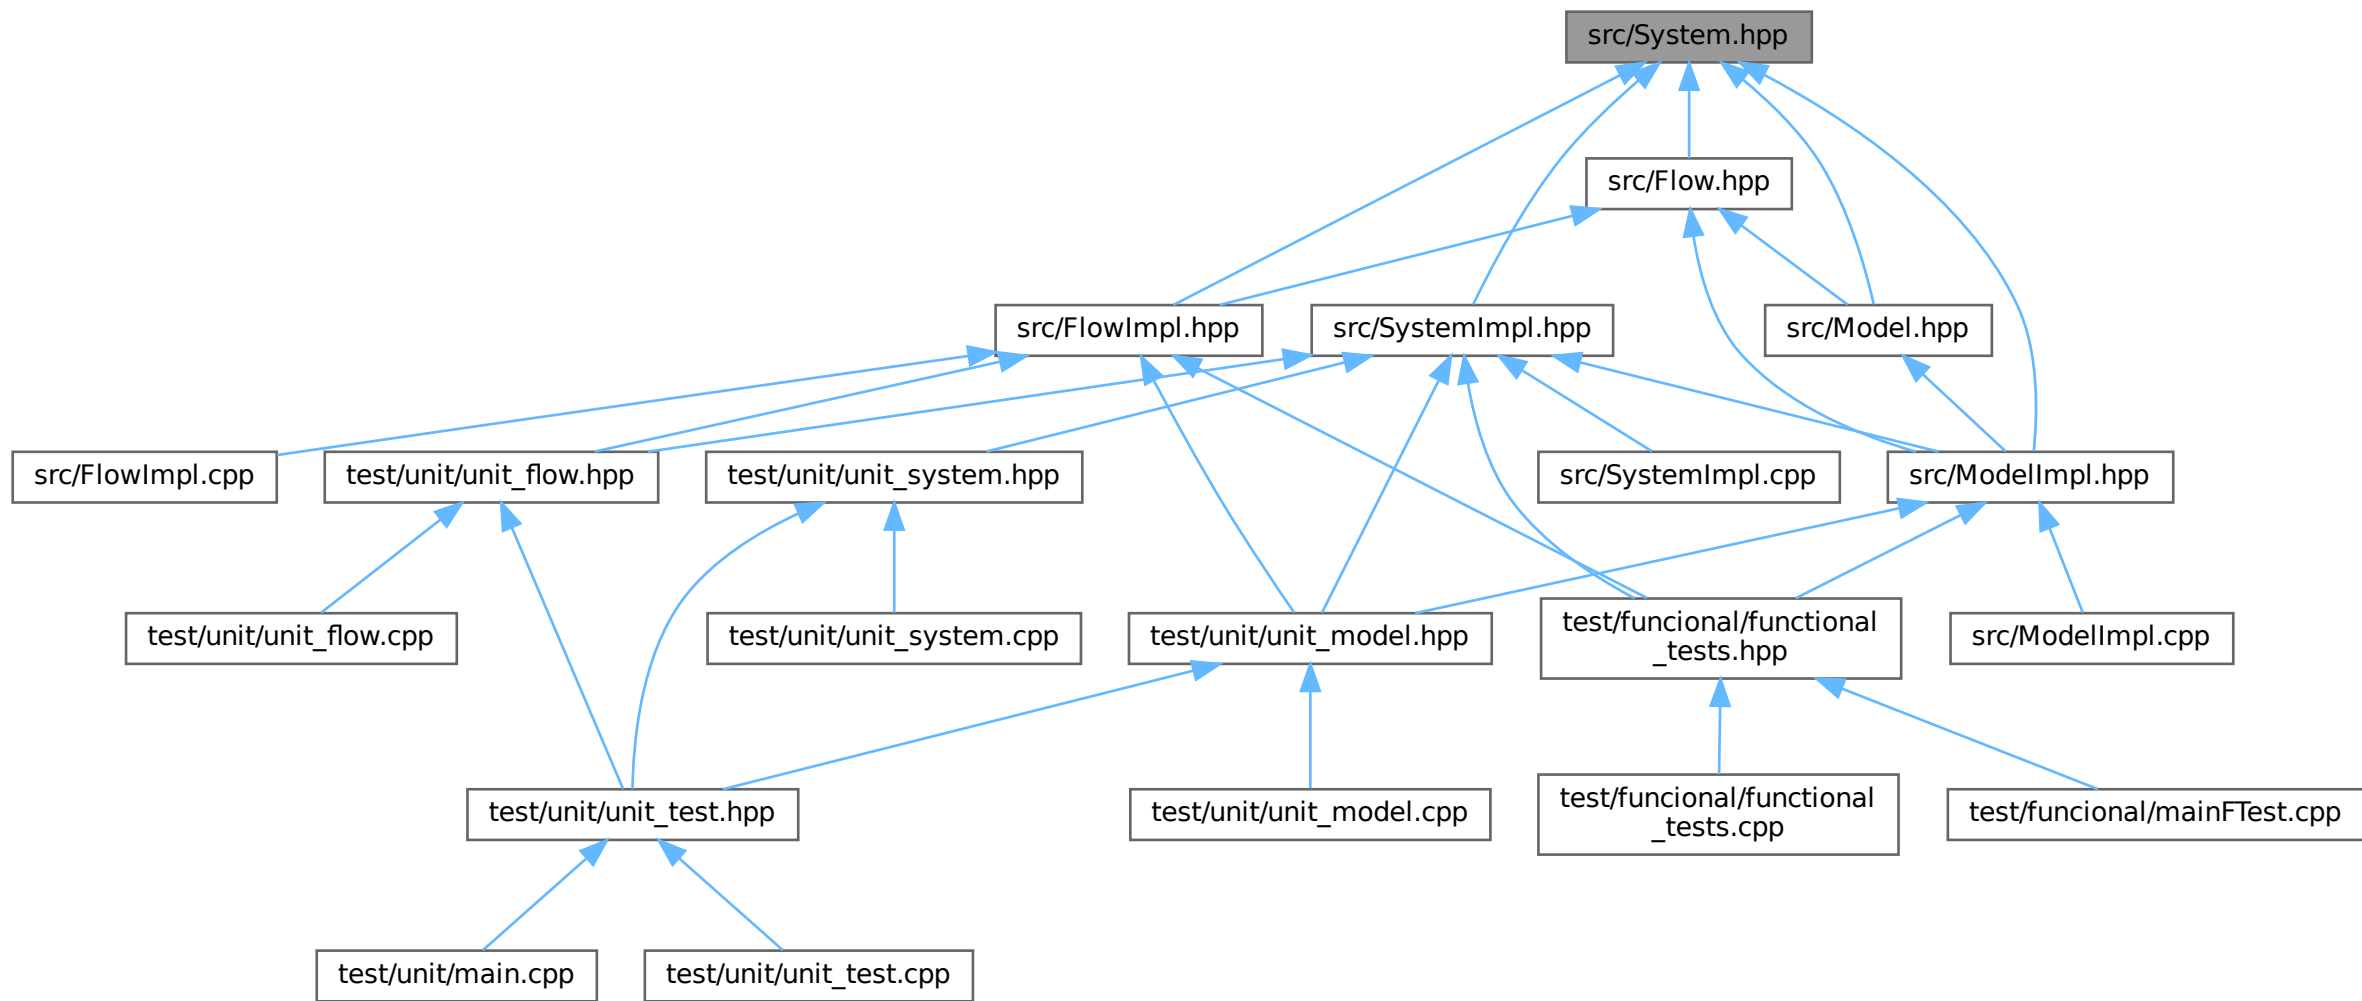 src/System.hpp
src/Flow.hpp
src/FlowImpl.hpp
src/SystemImpl.hpp
src/Model.hpp
src/FlowImpl.cpp
test/unit/unit_flow.hpp
test/unit/unit_system.hpp
src/SystemImpl.cpp
src/ModelImpl.hpp
test/unit/unit_flow.cpp
test/unit/unit_system.cpp
test/unit/unit_model.hpp
test/funcional/functional
_tests.hpp
src/ModelImpl.cpp
test/unit/unit_test.hpp
test/unit/unit_model.cpp
test/funcional/functional
_tests.cpp
test/funcional/mainFTest.cpp
test/unit/main.cpp
test/unit/unit_test.cpp